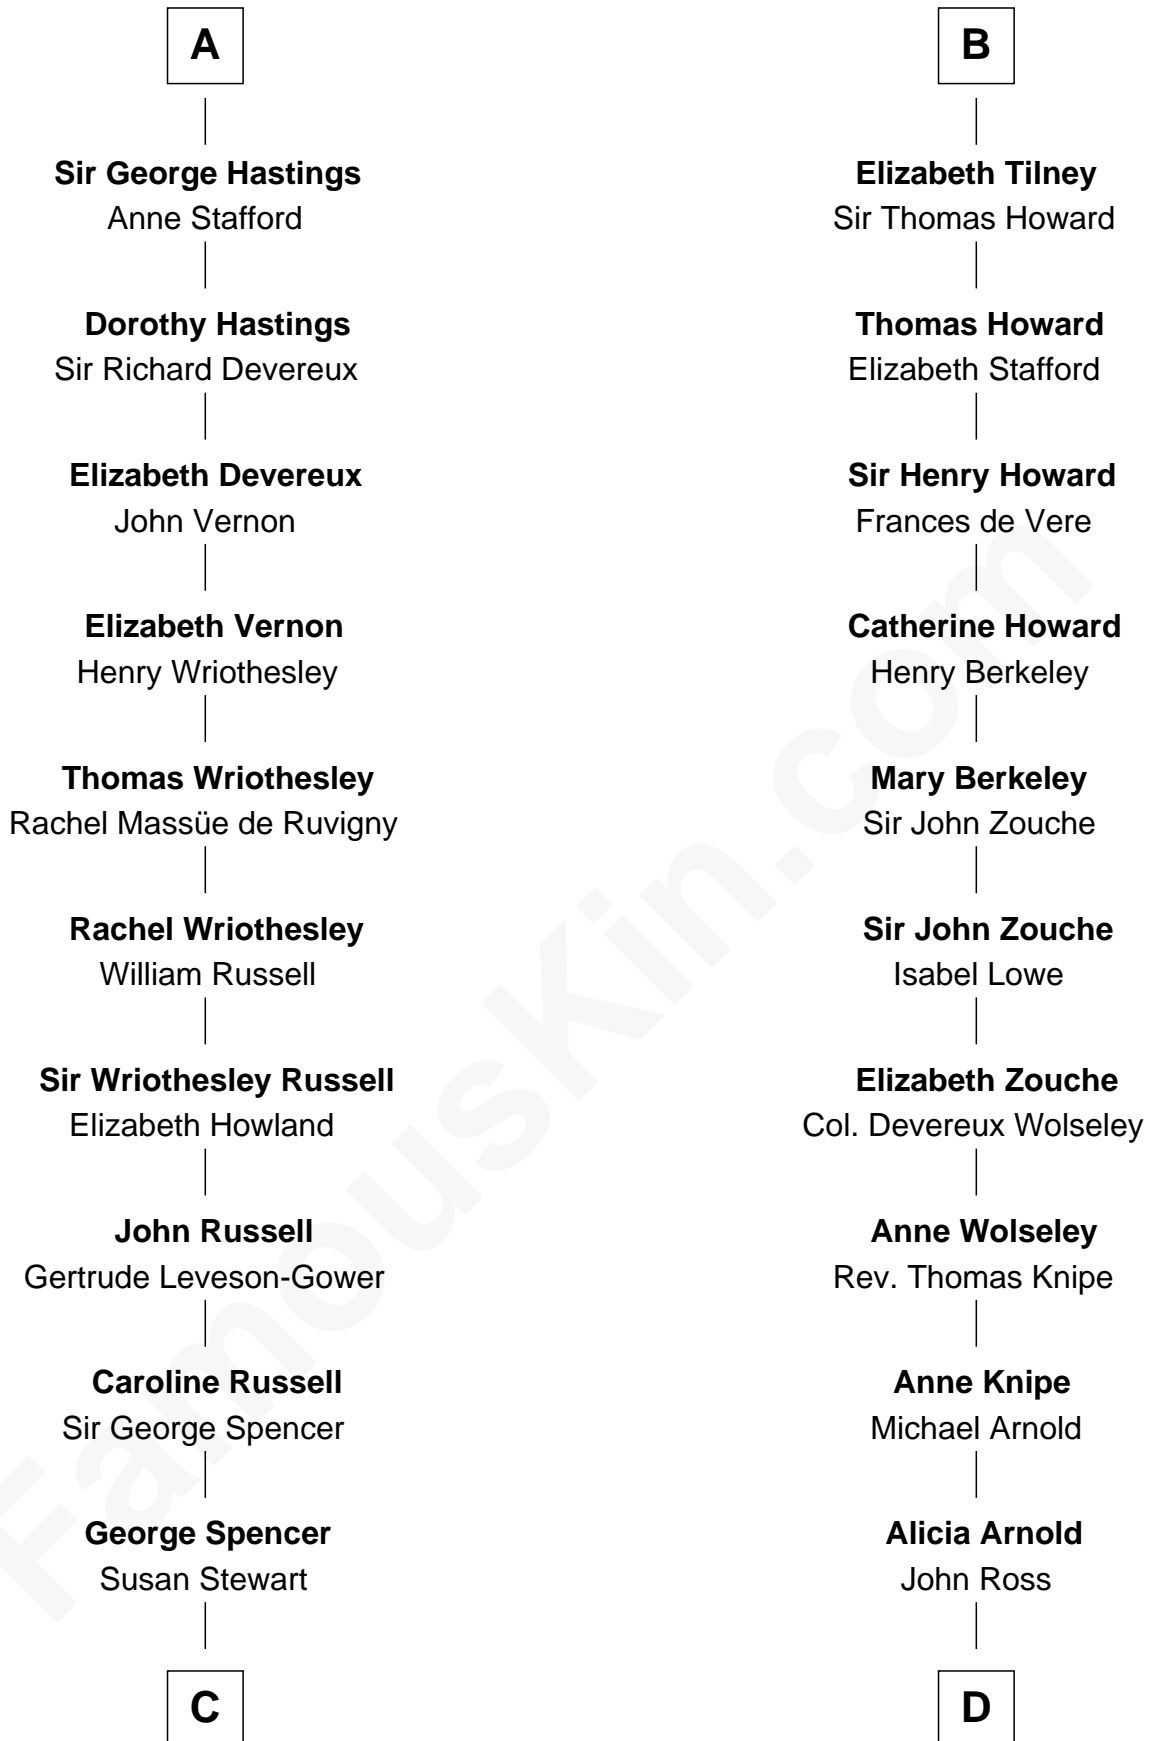 A
Sir George Hastings
Anne Stafford
Dorothy Hastings
Sir Richard Devereux
Elizabeth Devereux
John Vernon
Elizabeth Vernon
Henry Wriothesley
Thomas Wriothesley
Rachel Massüe de Ruvigny
Rachel Wriothesley
William Russell
Sir Wriothesley Russell
Elizabeth Howland
John Russell
Gertrude Leveson-Gower
Caroline Russell
Sir George Spencer
George Spencer
Susan Stewart
C
B
Elizabeth Tilney
Sir Thomas Howard
Thomas Howard
Elizabeth Stafford
Sir Henry Howard
Frances de Vere
Catherine Howard
Henry Berkeley
Mary Berkeley
Sir John Zouche
Sir John Zouche
Isabel Lowe
Elizabeth Zouche
Col. Devereux Wolseley
Anne Wolseley
Rev. Thomas Knipe
Anne Knipe
Michael Arnold
Alicia Arnold
John Ross
D
FamousKin.com